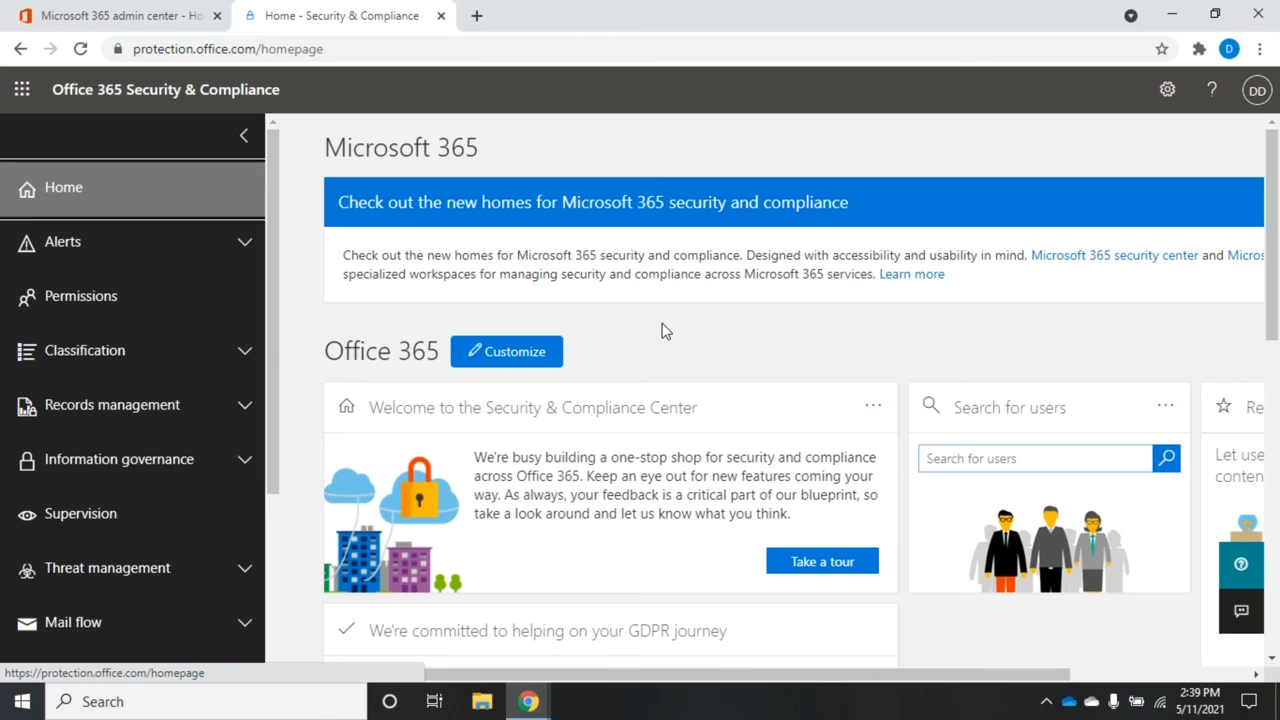 Microsoft 365 admin center - Ho
Home - Security & Compliance
protection.office.com/homepage
D
Office 365 Security & Compliance
?
DD
Home
Alerts
Permissions
Classification
Records management
Information governance
Supervision
Threat management
Mail flow
Microsoft 365
Check out the new homes for Microsoft 365 security and compliance
Check out the new homes for Microsoft 365 security and compliance. Designed with accessibility and usability in mind, Microsoft 365 security center and Micros
specialized workspaces for managing security and compliance across Microsoft 365 services. Learn more
Office 365
Customize
Welcome to the Security & Compliance Center
We're busy building a one-stop shop for security and compliance
across Office 365. Keep an eye out for new features coming your
way. As always, your feedback is a critical part of our blueprint, so
take a look around and let us know what you think.
Take a tour
Search for users
Search for users
Re
Let use
conten
We're committed to helping on your GDPR journey
https://protection.office.com/homepage
Search
2:39 PM
5/11/2021